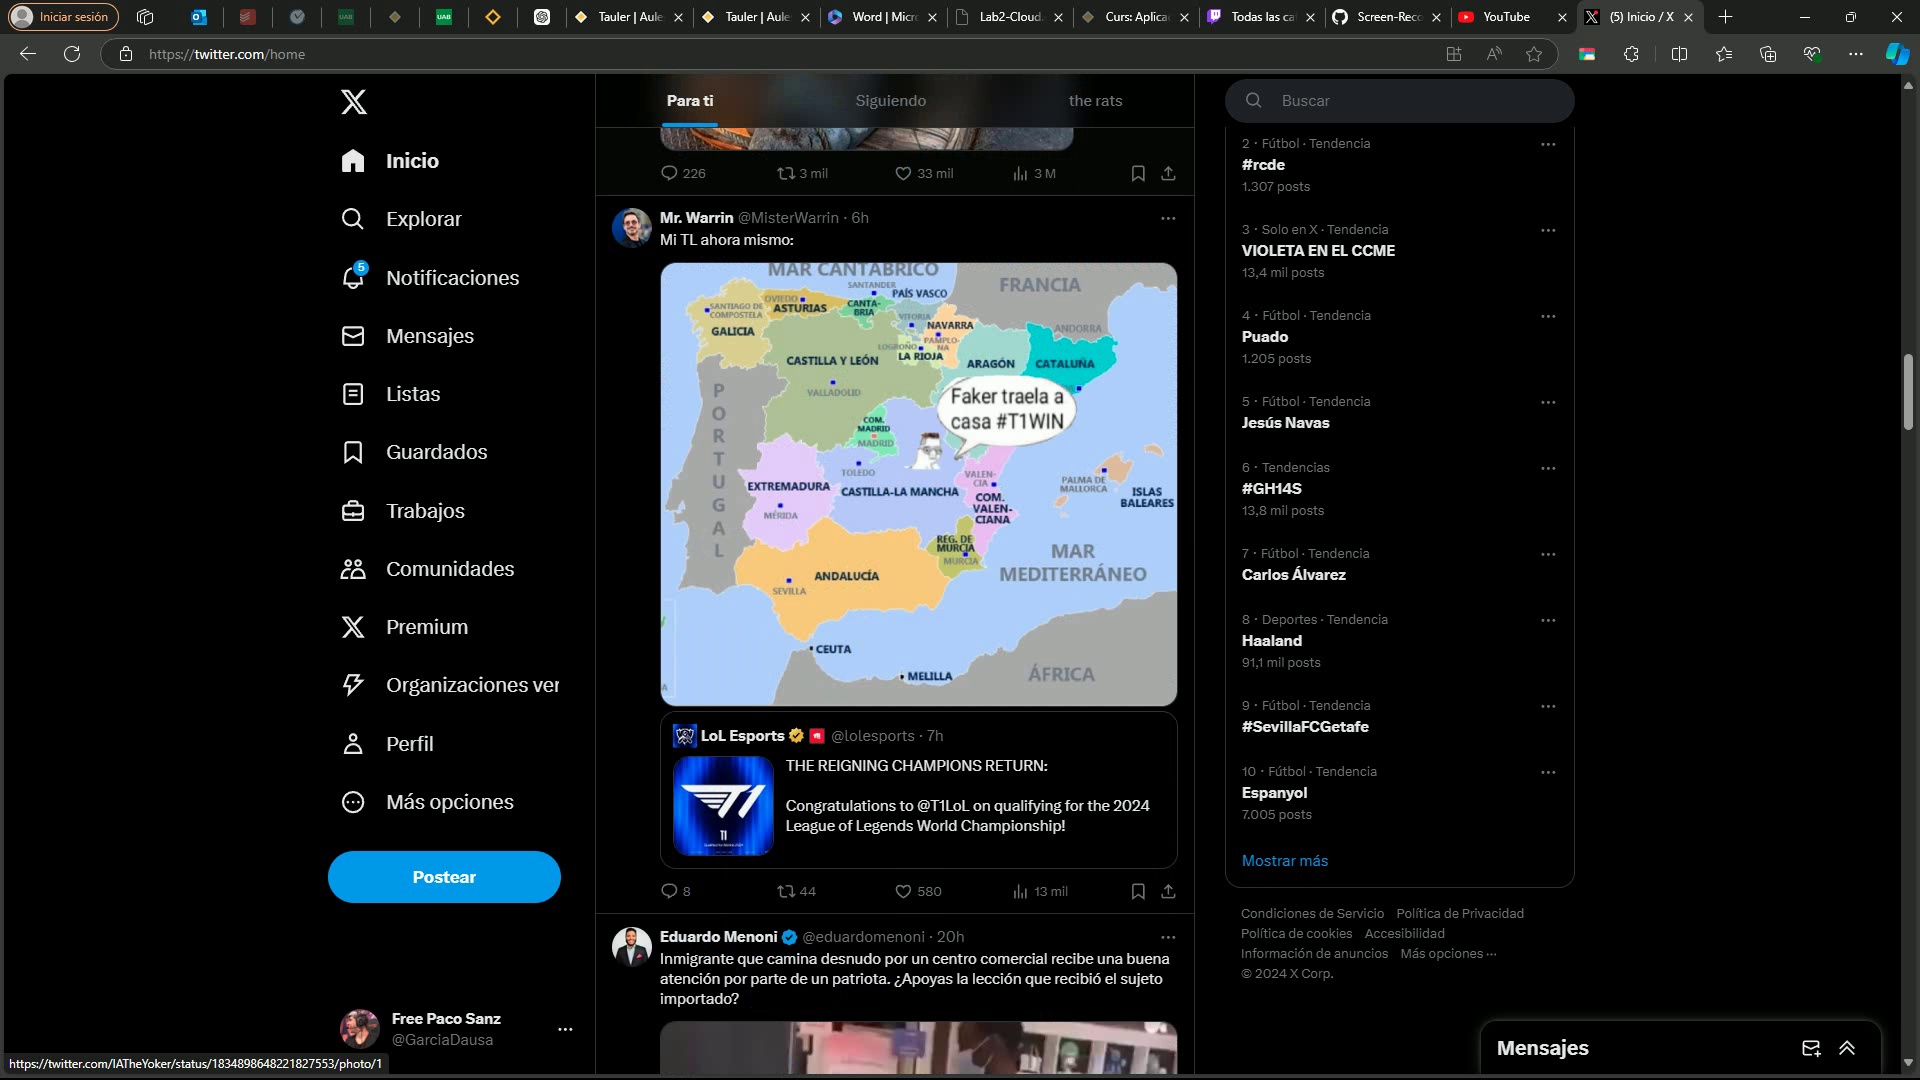 Iniciar sesión
Tauler | Aule
Tauler | Aule
Word | Micr
Lab2-Cloud
Curs: Aplica
Todas las ca
Screen-Reco
YouTube
(5) Inicio / X
https://twitter.com/home
Inicio
Explorar
5
Notificaciones
Mensajes
Listas
Guardados
Trabajos
Comunidades
Premium
Organizaciones ver
Perfil
Más opciones
Postear
Free Paco Sanz
@GarciaDausa
https://twitter.com/IATheYoker/status/1834898648221827553/photo/1
Para ti
Siguiendo
the rats
226
3 mil
33 mil
3 M
Mr. Warrin @MisterWarrin · 6h
Mi TL ahora mismo:
MAR CANTÁBRICO
FRANCIA
SANTANDER
PAÍS VASCO
OVIEDO
ASTURIAS
CANTA-
BRIA
SANTIAGO DE
COMPOSTELA
GALICIA
VITORIA
NAVARRA
PAMPLO-
NA
ANDORRA
LOGROÑO
LA RIOJA
CASTILLA Y LEÓN
ARAGÓN
CATALUÑA
VALLADOLID
Faker traela a
casa #T1WIN
PORTUGAL
COM.
MADRID
MADRID
TOLEDO
VALEN-
CIA
PALMA DE
MALLORCA
ISLAS
BALEARES
EXTREMADURA
CASTILLA-LA MANCHA
COM.
VALEN-
CIANA
MÉRIDA
REG. DE
MURCIA
MURCIA
MAR
MEDITERRÁNEO
ANDALUCÍA
SEVILLA
CEUTA
MELILLA
ÁFRICA
LoL Esports @lolesports · 7h
T1
THE REIGNING CHAMPIONS RETURN:
Congratulations to @T1LoL on qualifying for the 2024
League of Legends World Championship!
8
44
580
13 mil
Eduardo Menoni @eduardomenoni · 20h
Inmigrante que camina desnudo por un centro comercial recibe una buena
atención por parte de un patriota. ¿Apoyas la lección que recibió el sujeto
importado?
Buscar
2 · Fútbol · Tendencia
#rcde
1.307 posts
3 · Solo en X · Tendencia
VIOLETA EN EL CCME
13,4 mil posts
4 · Fútbol · Tendencia
Puado
1.205 posts
5 · Fútbol · Tendencia
Jesús Navas
6 · Tendencias
#GH14S
13,8 mil posts
7 · Fútbol · Tendencia
Carlos Álvarez
8 · Deportes · Tendencia
Haaland
91,1 mil posts
9 · Fútbol · Tendencia
#SevillaFCGetafe
10 · Fútbol · Tendencia
Espanyol
7.005 posts
Mostrar más
Condiciones de Servicio Política de Privacidad
Política de cookies Accesibilidad
Información de anuncios Más opciones ···
© 2024 X Corp.
Mensajes